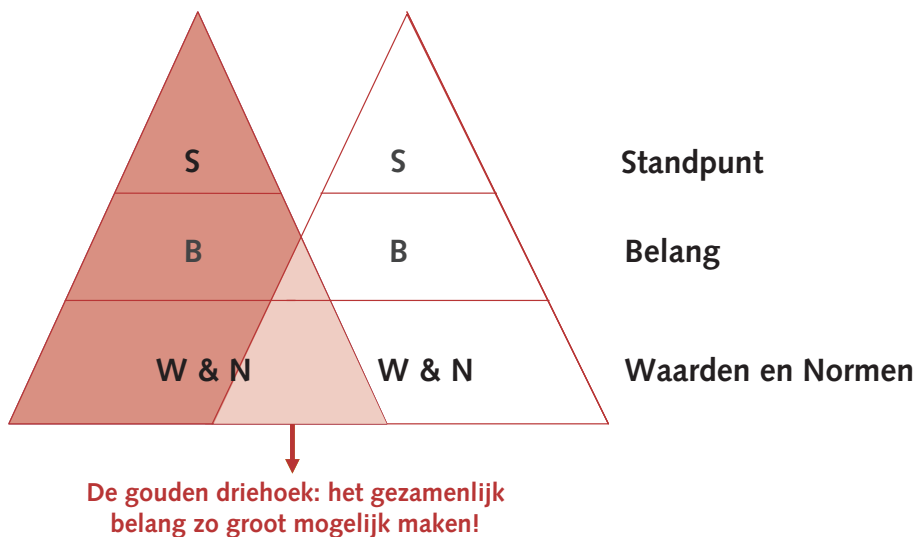 S S Standpunt
B B Belang
W & N W & N Waarden en Normen
De gouden driehoek: het gezamenlijk
belang zo groot mogelijk maken!